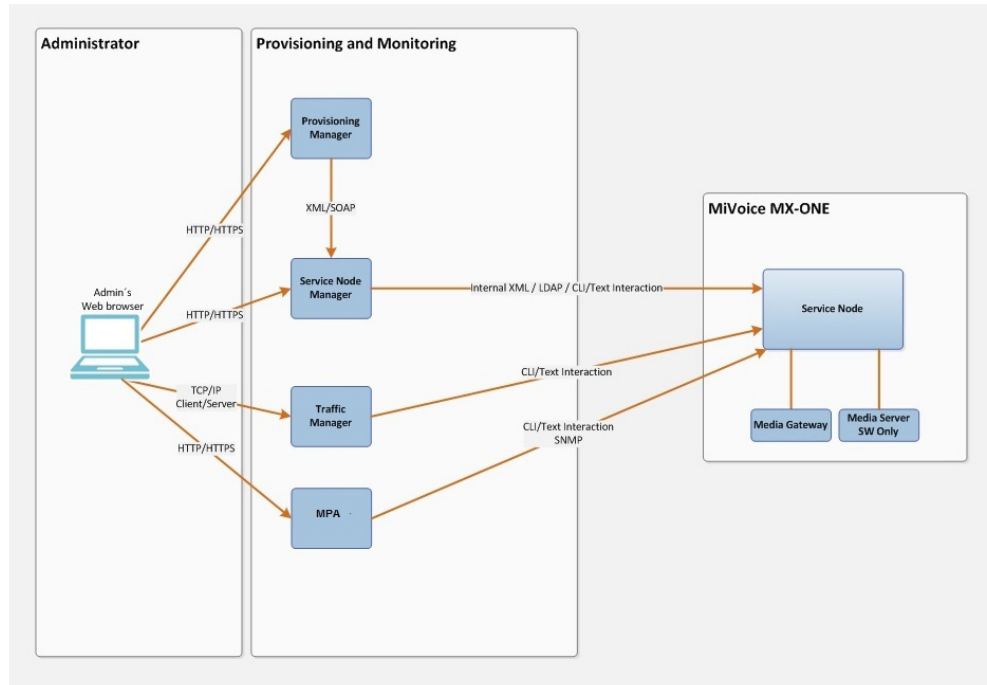 Administrator
Provisioning and Monitoring
Provisioning
Manager
XML/SOAP
MiVoice MX-ONE
HTTP/HTTPS
Admin´s
Web browser
Service Node
Manager
Internal XML / LDAP / CLI/Text Interaction
Service Node
HTTP/HTTPS
CLI/Text Interaction
TCP/IP
Client/Server
Traffic
Manager
Media Gateway
Media Server
SW Only
CLI/Text Interaction
SNMP
HTTP/HTTPS
MPA